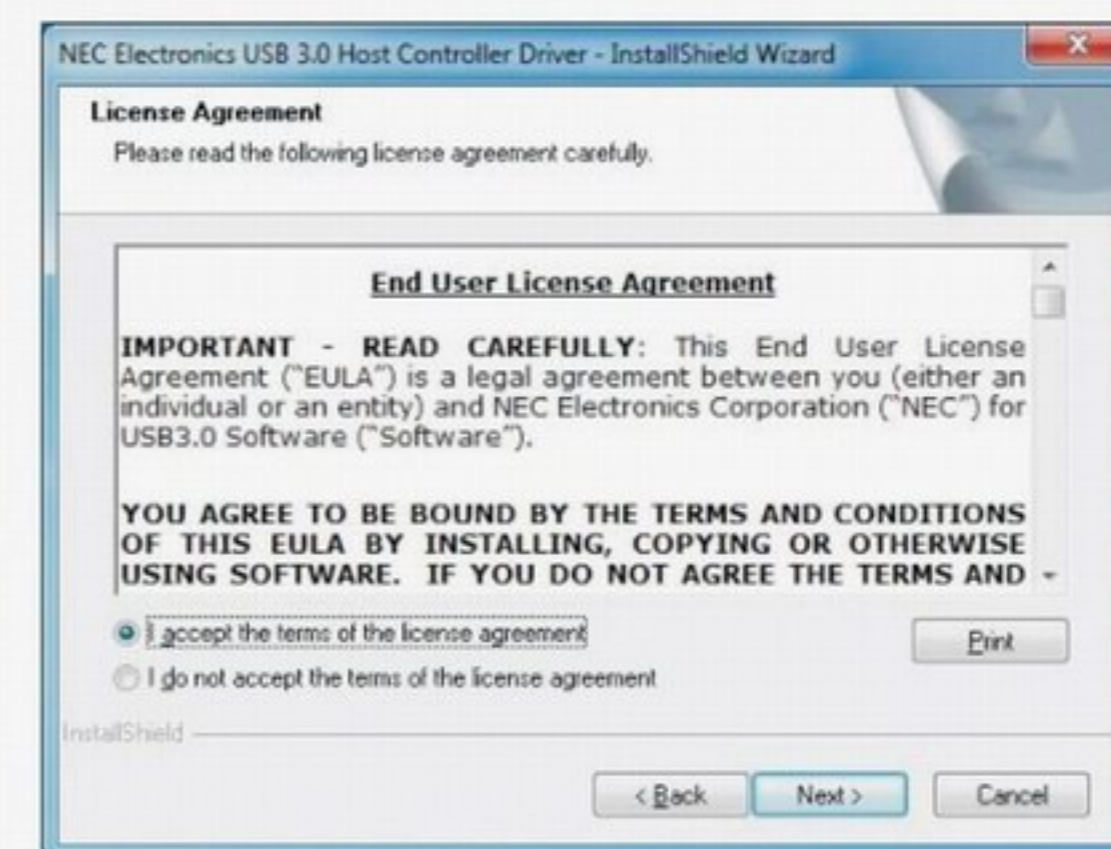 NEC Electronics USB 3.0 Host Controller Driver - InstallShield Wizard
License Agreement
Please read the following license agreement carefully.
End User License Agreement
IMPORTANT - READ CAREFULLY: This End User License
Agreement ("EULA") is a legal agreement between you (either an
individual or an entity) and NEC Electronics Corporation ("NEC") for
USB3.0 Software ("Software").
YOU AGREE TO BE BOUND BY THE TERMS AND CONDITIONS
OF THIS EULA BY INSTALLING, COPYING OR OTHERWISE
USING SOFTWARE. IF YOU DO NOT AGREE THE TERMS AND
I accept the terms of the license agreement
Print
I do not accept the terms of the license agreement
InstallShield
< Back
Next >
Cancel